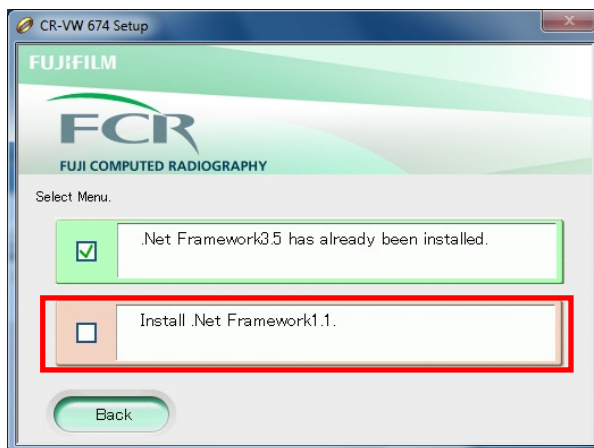 CR-VW 674 Setup
FUJIFILM
FCR
FUJI COMPUTED RADIOGRAPHY
Select Menu.
.Net Framework3.5 has already been installed.
Install .Net Framework1.1.
Back